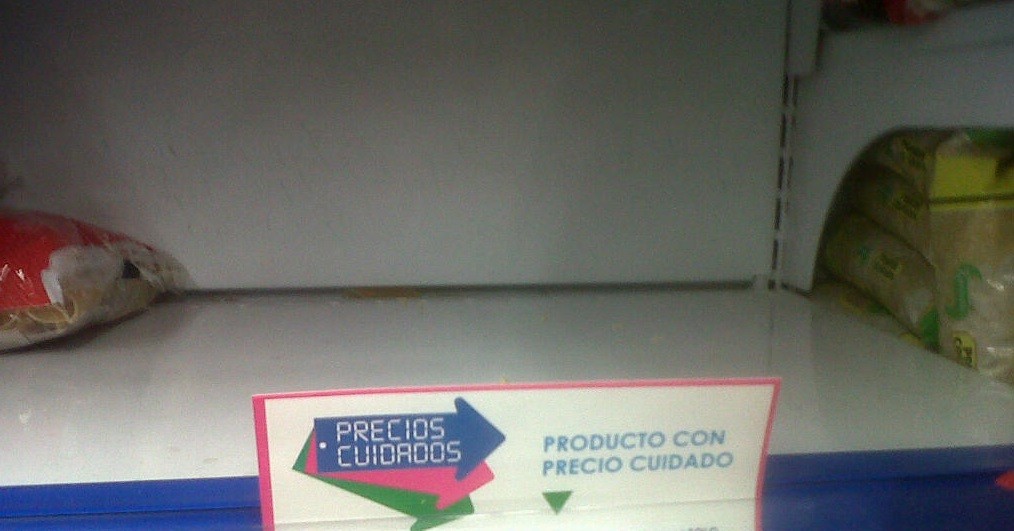 PRECIOS
CUIDADOS
PRODUCTO CON
PRECIO CUIDADO